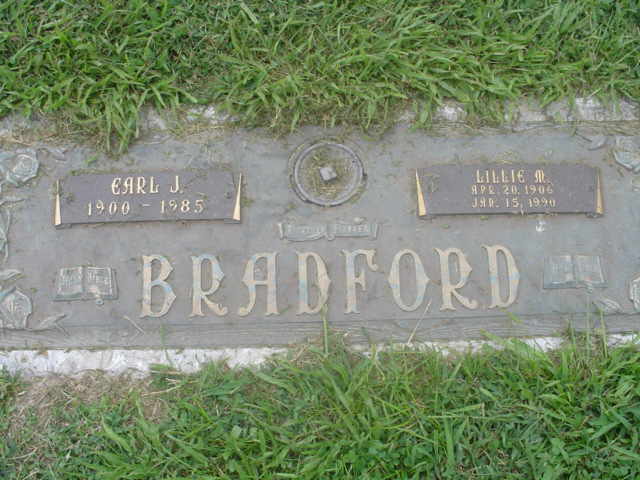 EARL J.
1900 - 1985
LILLIE M.
APR. 20, 1906
JAN. 15, 1990
BRADFORD